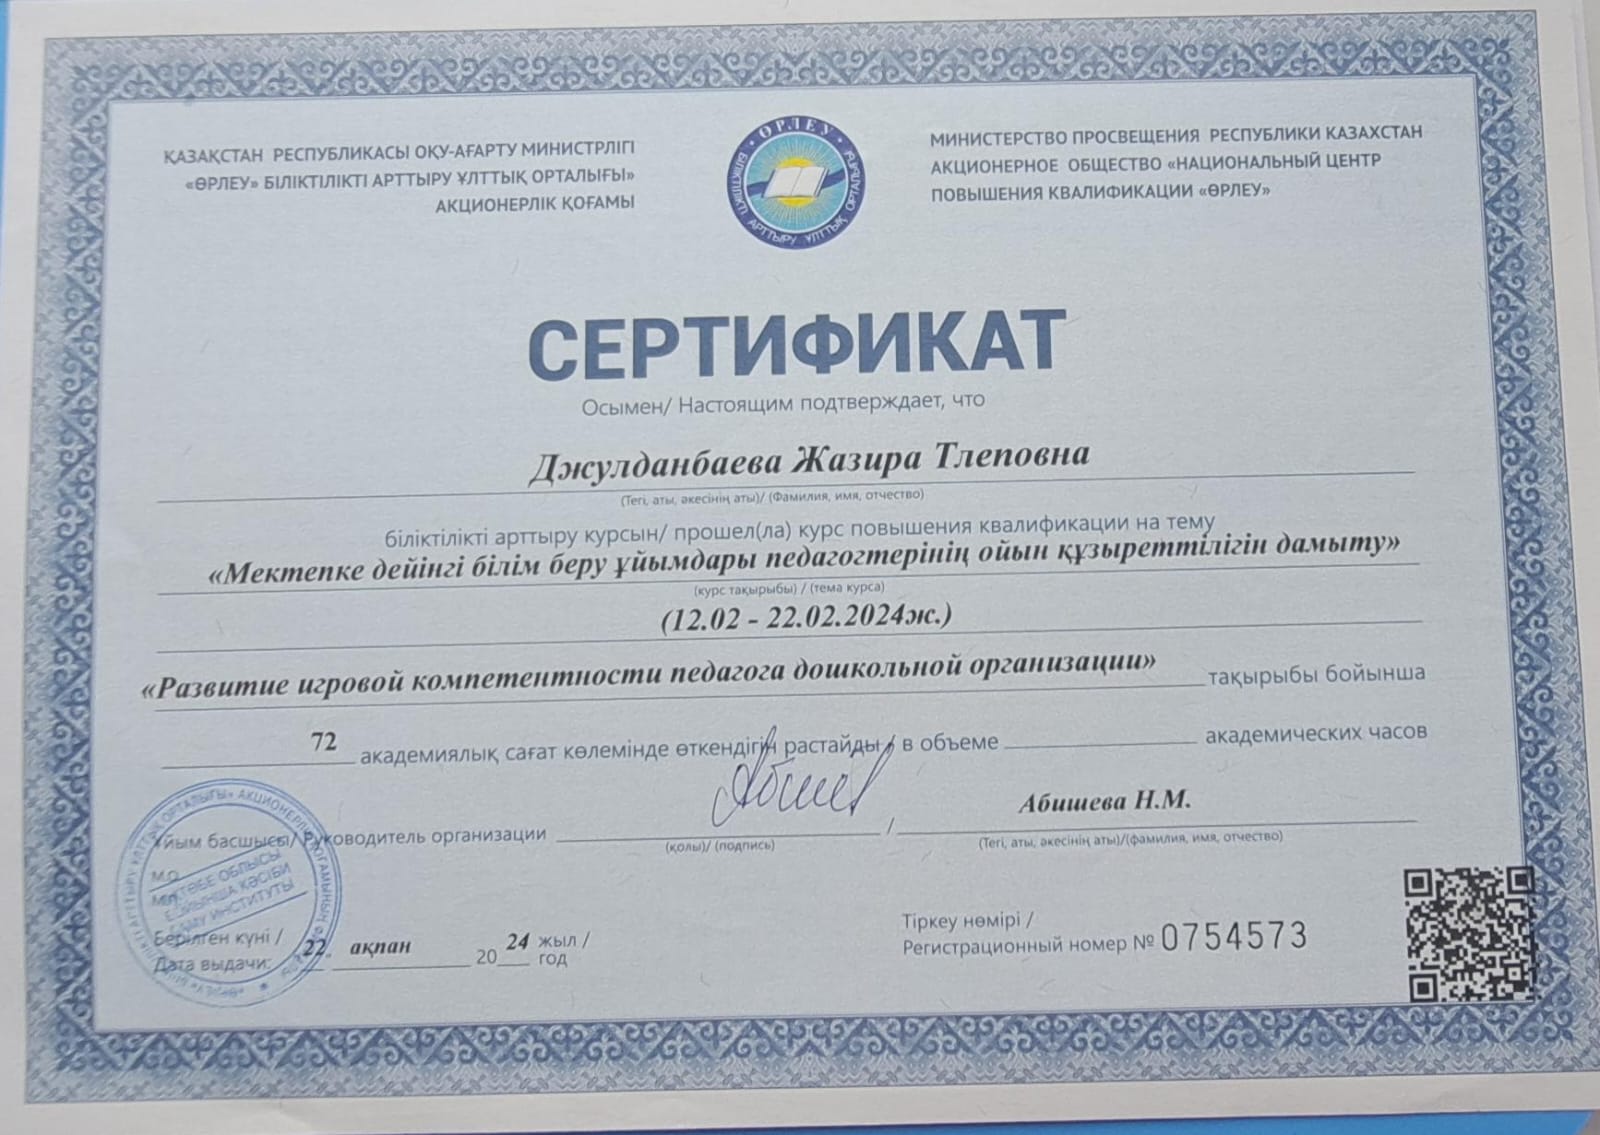 ҚАЗАҚСТАН РЕСПУБЛИКАСЫ ОҚУ-АҒАРТУ МИНИСТРЛІГІ
«ӨРЛЕУ» БІЛІКТІЛІКТІ АРТТЫРУ ҰЛТТЫҚ ОРТАЛЫҒЫ»
АКЦИОНЕРЛІК ҚОҒАМЫ
ӨРЛЕУ
БІЛІКТІЛІКТІ АРТТЫРУ ҰЛТТЫҚ ОРТАЛЫҒЫ
МИНИСТЕРСТВО ПРОСВЕЩЕНИЯ РЕСПУБЛИКИ КАЗАХСТАН
АКЦИОНЕРНОЕ ОБЩЕСТВО «НАЦИОНАЛЬНЫЙ ЦЕНТР
ПОВЫШЕНИЯ КВАЛИФИКАЦИИ «ӨРЛЕУ»
СЕРТИФИКАТ
Осымен/ Настоящим подтверждает, что
Джулданбаева Жазира Тлеповна
(Тегі, аты, әкесінің аты)/ (Фамилия, имя, отчество)
біліктілікті арттыру курсын/ прошел(ла) курс повышения квалификации на тему
«Мектепке дейінгі білім беру ұйымдары педагогтерінің ойын құзыреттілігін дамыту»
(курс тақырыбы) / (тема курса)
(12.02 - 22.02.2024ж.)
«Развитие игровой компетентности педагога дошкольной организации» тақырыбы бойынша
72 академиялық сағат көлемінде өткендігін растайды / в объеме академических часов
Абишева Н.М.
Ұйым басшысы/ Руководитель организации /
(қолы)/ (подпись) (Тегі, аты, әкесінің аты)/(фамилия, имя, отчество)
М.О.
Берілген күні /
Дата выдачи: 22 ақпан 20 24 жыл / год
Тіркеу нөмірі /
Регистрационный номер № 0754573